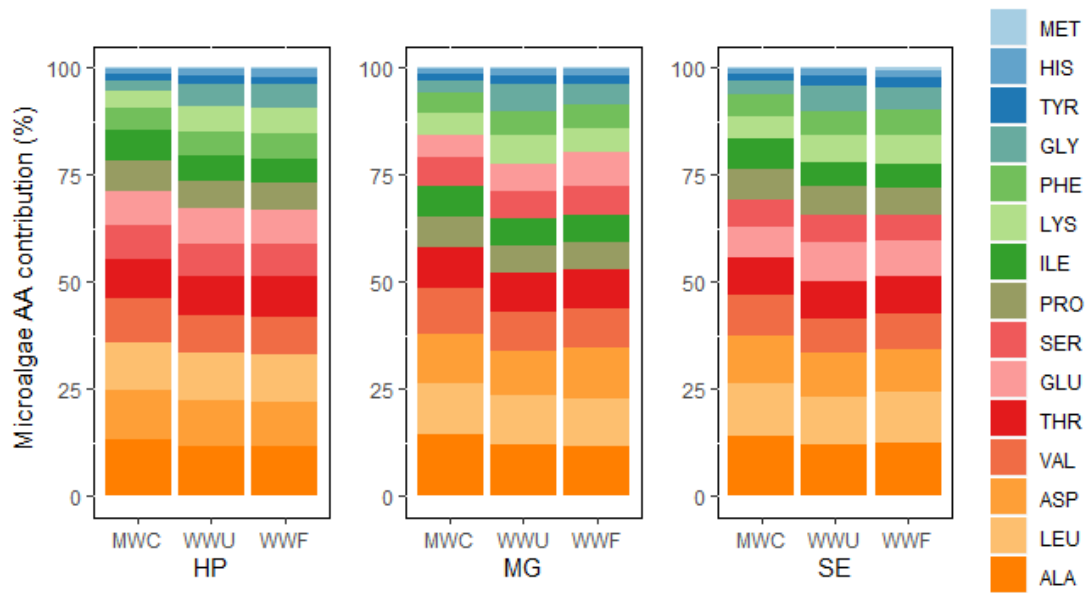 Microalgae AA contribution (%)
100
75
50
25
0
MWC WWU WWF
HP
100
75
50
25
0
MWC WWU WWF
MG
100
75
50
25
0
MWC WWU WWF
SE
MET
HIS
TYR
GLY
PHE
LYS
ILE
PRO
SER
GLU
THR
VAL
ASP
LEU
ALA